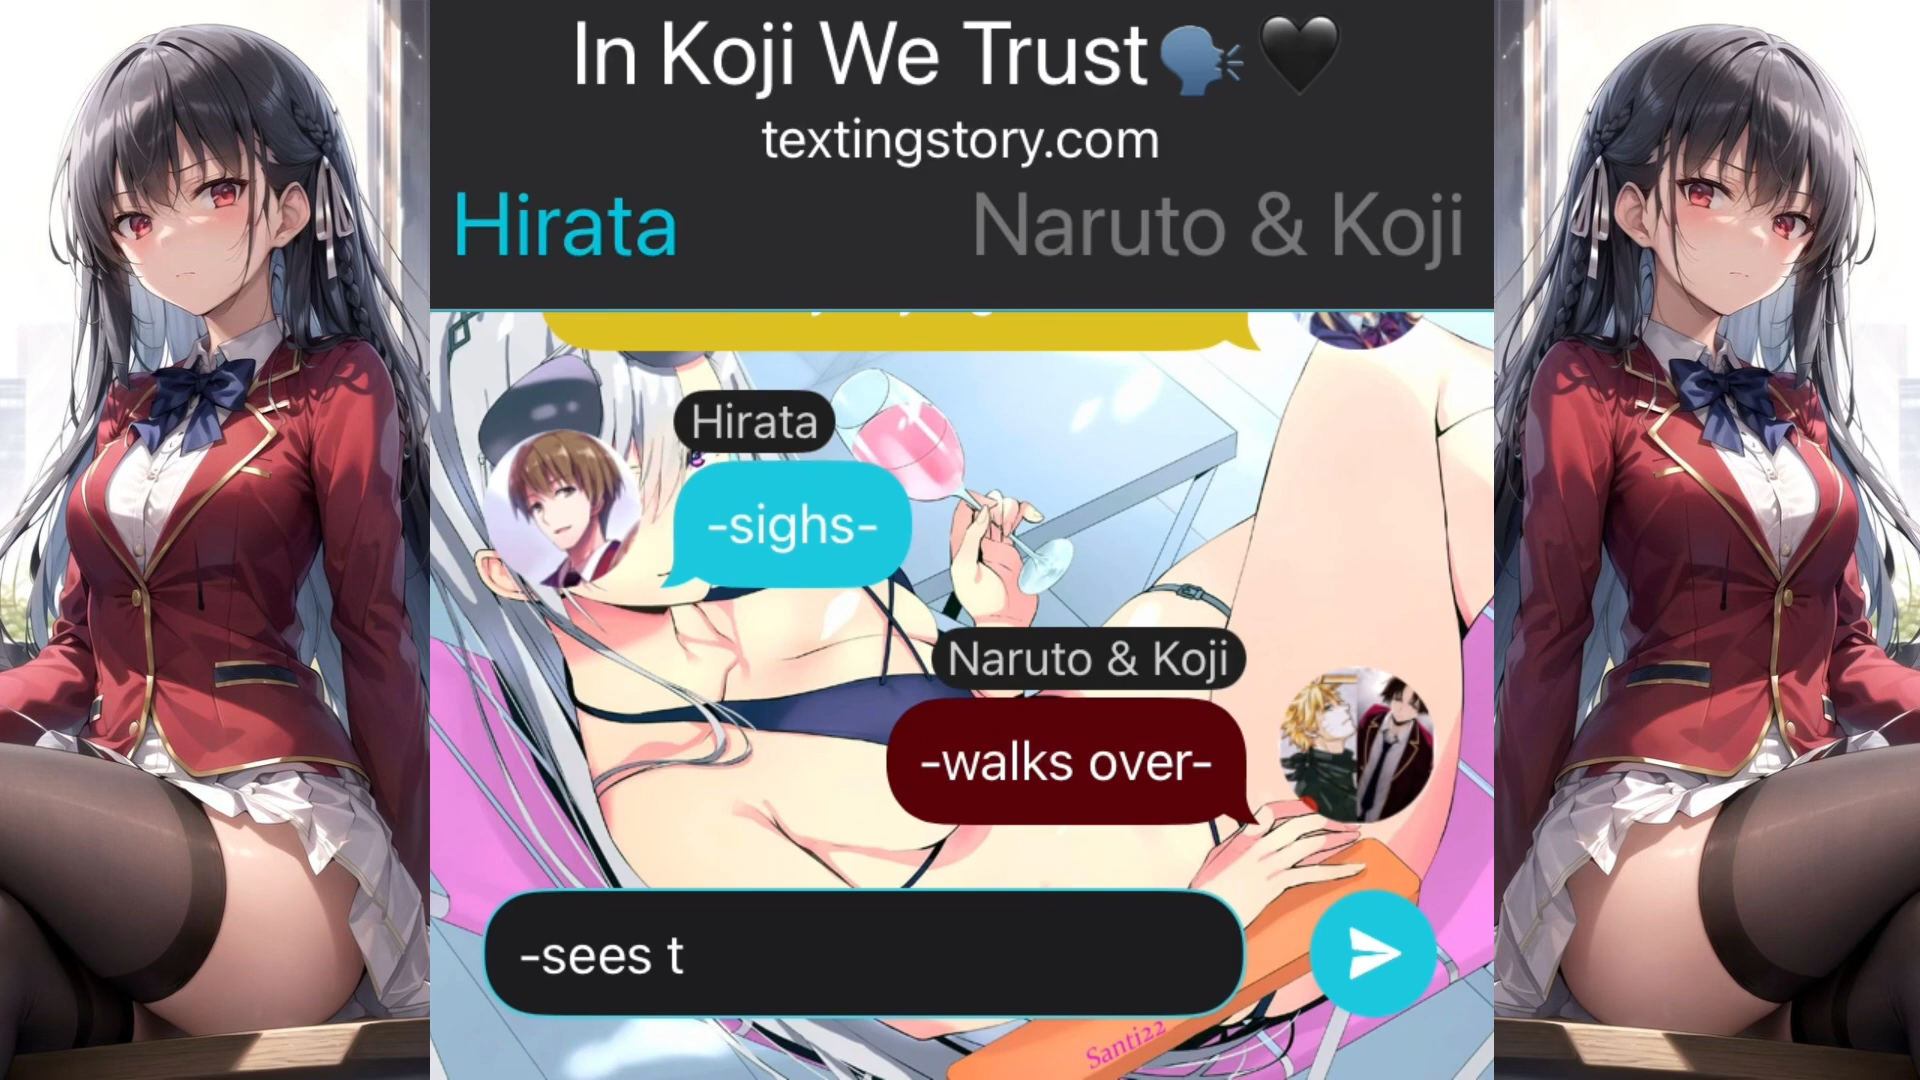 In Koji We Trust🗣️🖤
textingstory.com
Hirata
Naruto & Koji
Hirata
-sighs-
Naruto & Koji
-walks over-
-sees t
Santi22